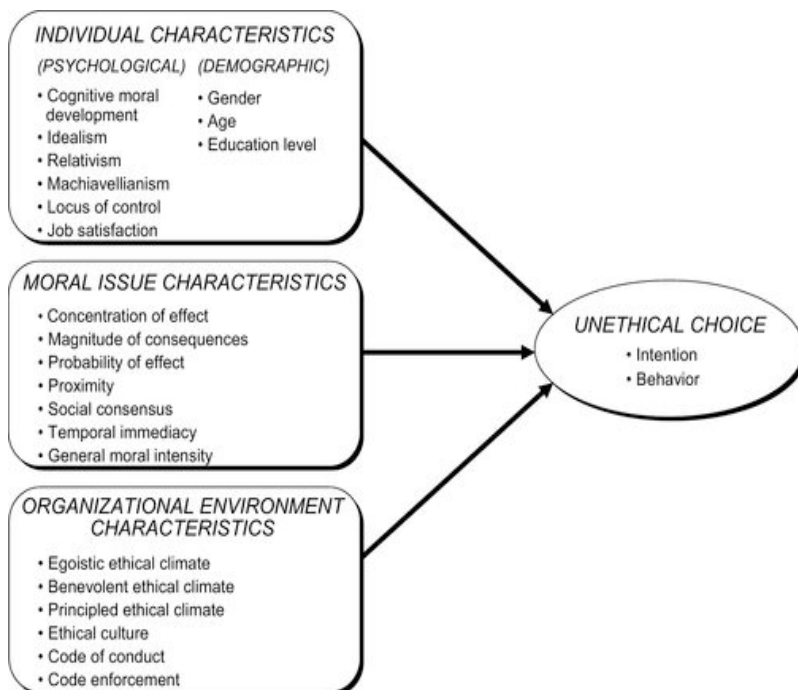 INDIVIDUAL CHARACTERISTICS
(PSYCHOLOGICAL) (DEMOGRAPHIC)
• Cognitive moral
development
• Idealism
• Relativism
• Machiavellianism
• Locus of control
• Job satisfaction
• Gender
• Age
• Education level
MORAL ISSUE CHARACTERISTICS
• Concentration of effect
• Magnitude of consequences
• Probability of effect
• Proximity
• Social consensus
• Temporal immediacy
• General moral intensity
ORGANIZATIONAL ENVIRONMENT
CHARACTERISTICS
• Egoistic ethical climate
• Benevolent ethical climate
• Principled ethical climate
• Ethical culture
• Code of conduct
• Code enforcement
UNETHICAL CHOICE
• Intention
• Behavior